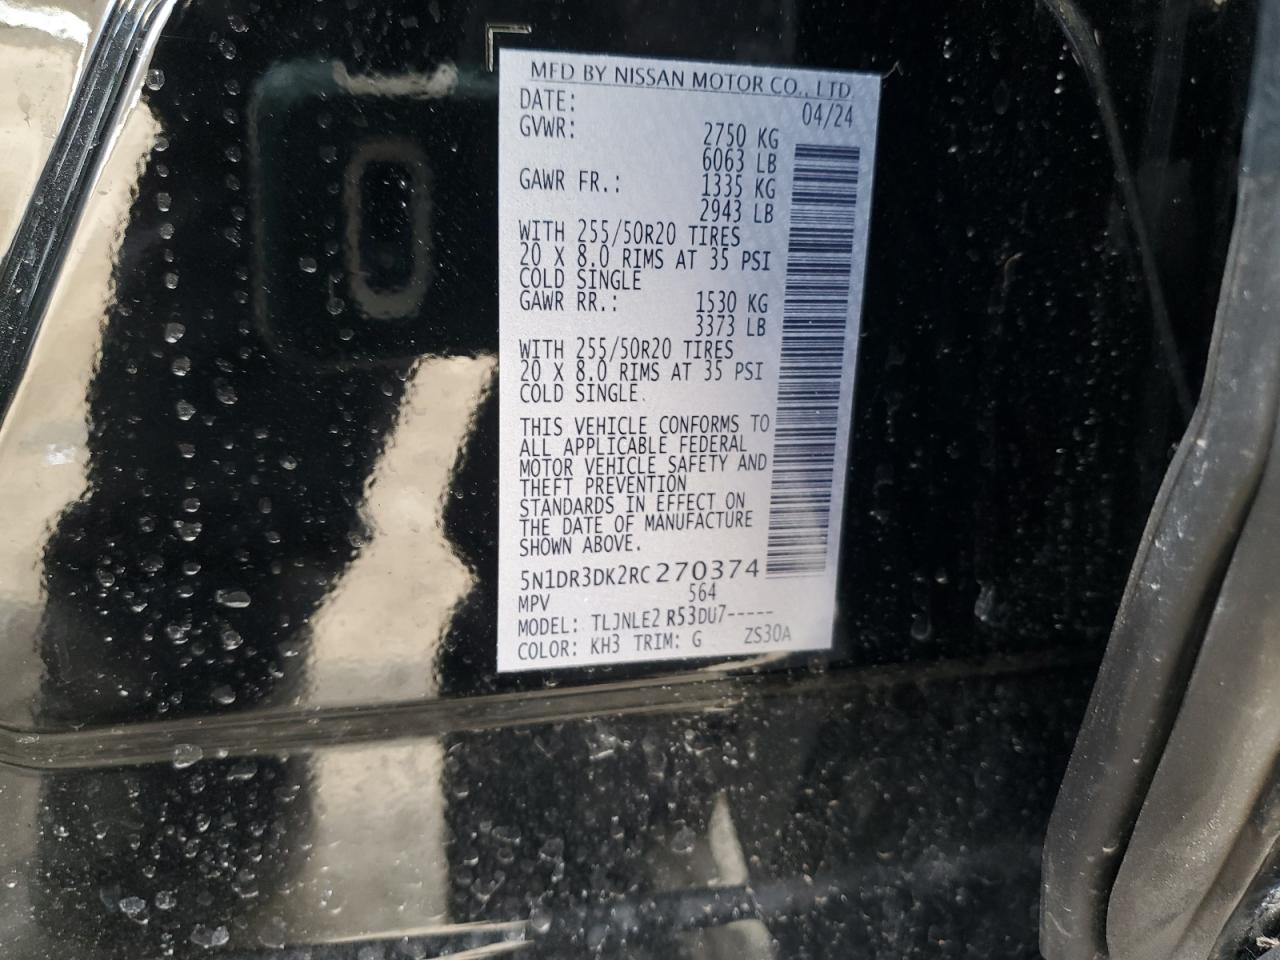 MFD BY NISSAN MOTOR CO., LTD.
DATE: 04/24
GVWR: 2750 KG
6063 LB
GAWR FR.: 1335 KG
2943 LB
WITH 255/50R20 TIRES
20 X 8.0 RIMS AT 35 PSI
COLD SINGLE
GAWR RR.: 1530 KG
3373 LB
WITH 255/50R20 TIRES
20 X 8.0 RIMS AT 35 PSI
COLD SINGLE.
THIS VEHICLE CONFORMS TO
ALL APPLICABLE FEDERAL
MOTOR VEHICLE SAFETY AND
THEFT PREVENTION
STANDARDS IN EFFECT ON
THE DATE OF MANUFACTURE
SHOWN ABOVE.
5N1DR3DK2RC270374
MPV 564
MODEL: TLJNLE2 R53DU7-----
COLOR: KH3 TRIM: G ZS30A